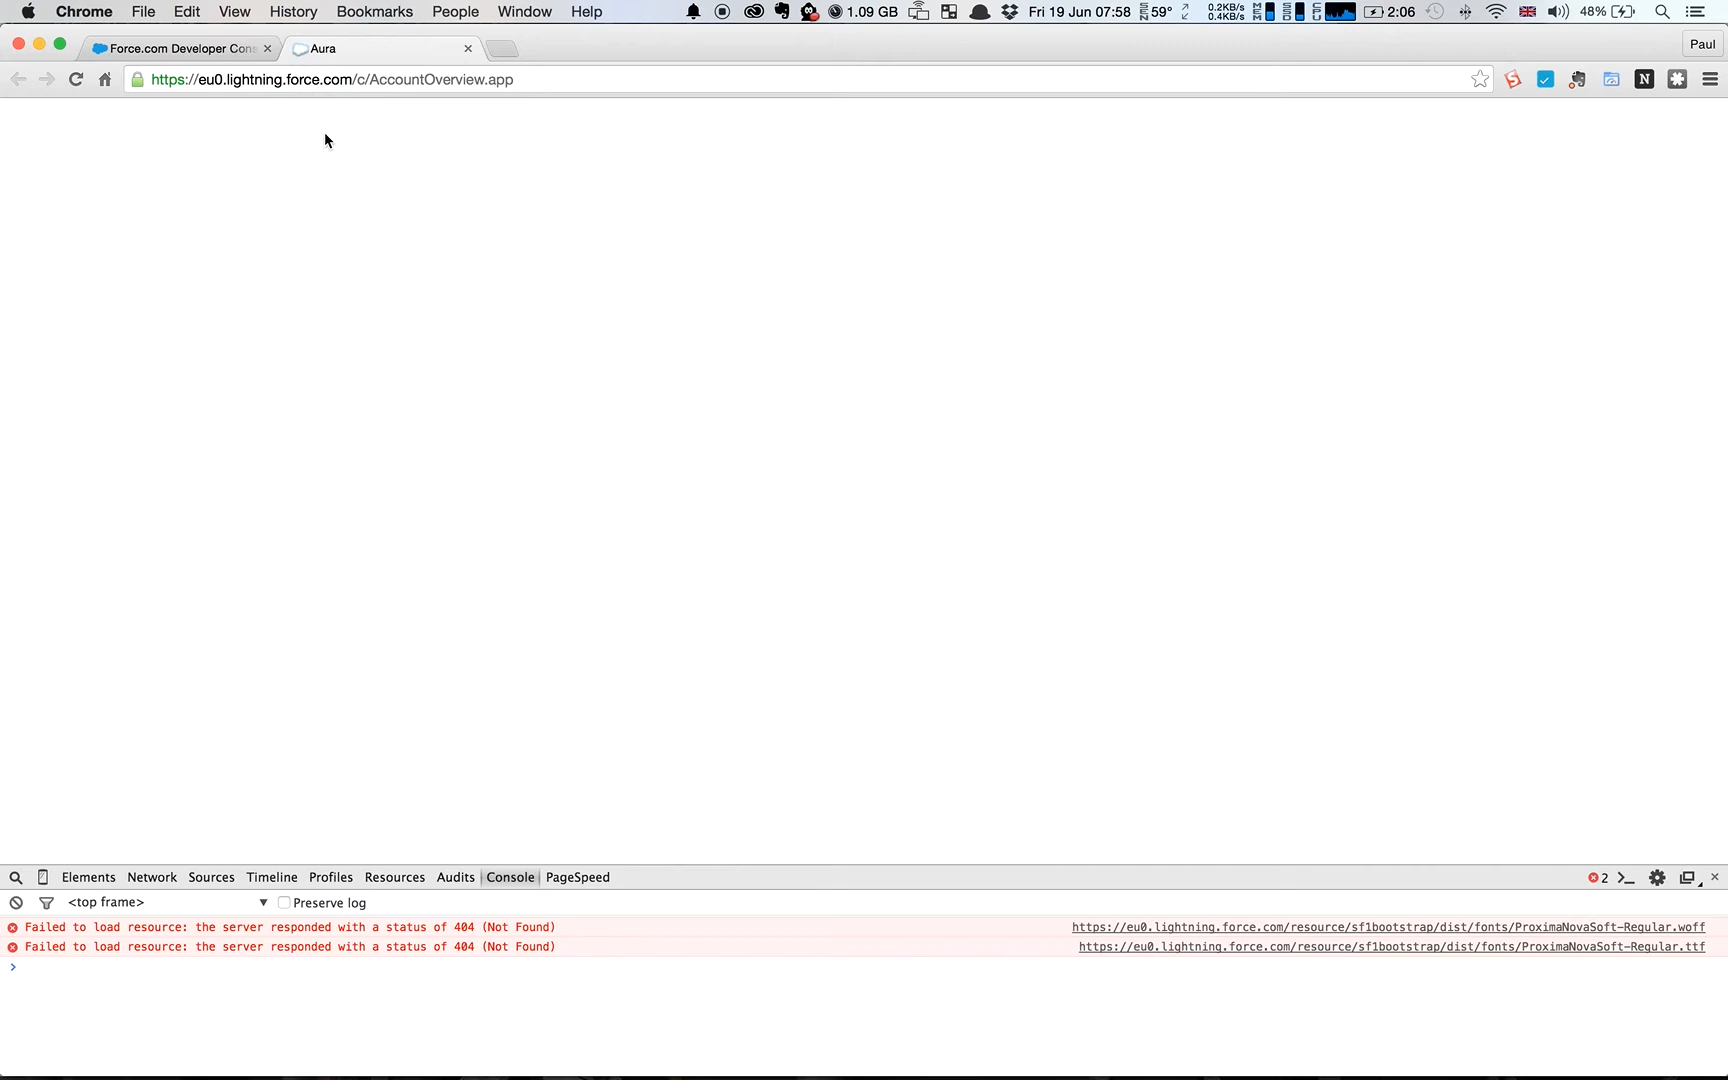 Chrome File Edit View History Bookmarks People Window Help 1.09 GB Fri 19 Jun 07:58 SEN 59° 0.2KB/s 0.4KB/s MEM SSD CPU 2:06 48%
Force.com Developer Cons Aura Paul
https://eu0.lightning.force.com/c/AccountOverview.app N
Elements Network Sources Timeline Profiles Resources Audits Console PageSpeed 2
<top frame> Preserve log
Failed to load resource: the server responded with a status of 404 (Not Found) https://eu0.lightning.force.com/resource/sf1bootstrap/dist/fonts/ProximaNovaSoft-Regular.woff
Failed to load resource: the server responded with a status of 404 (Not Found) https://eu0.lightning.force.com/resource/sf1bootstrap/dist/fonts/ProximaNovaSoft-Regular.ttf